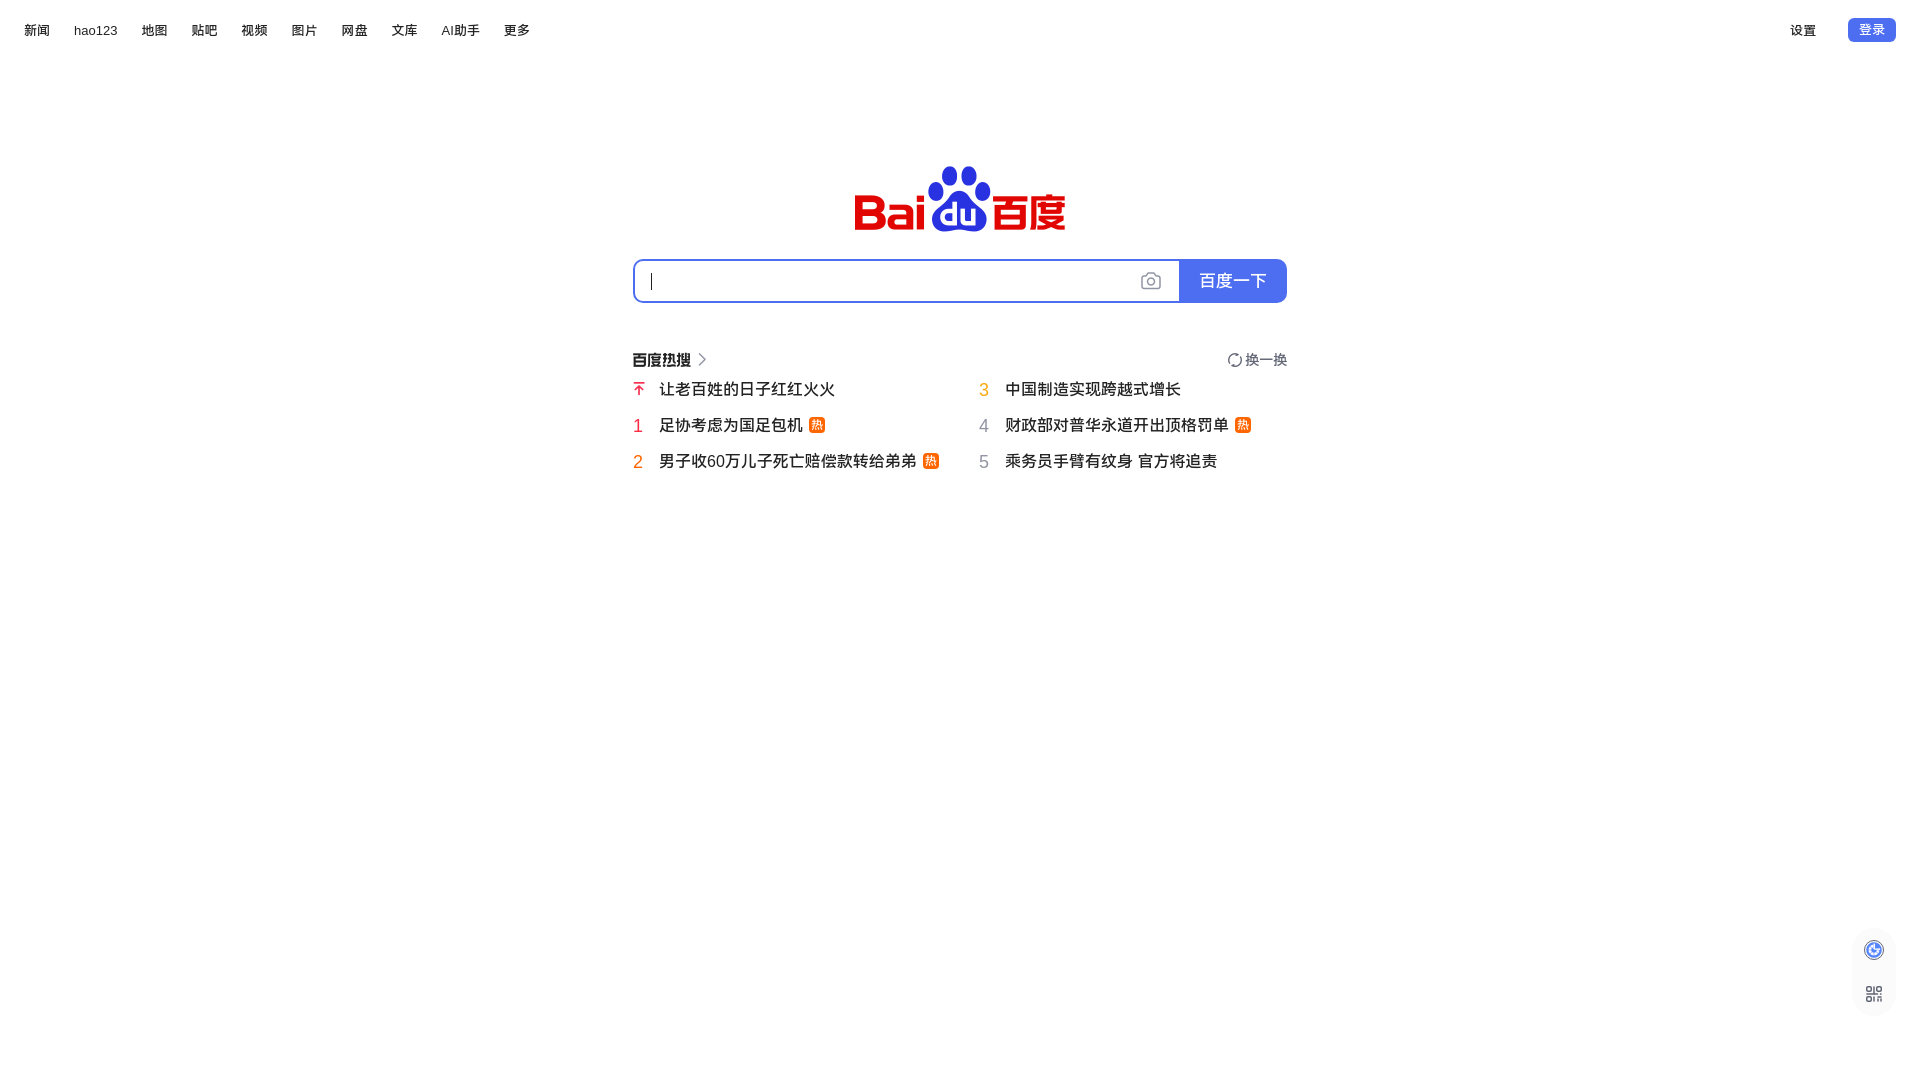 新闻 hao123 地图 贴吧 视频 图片 网盘 文库 AI助手 更多 设置 登录
Bai du 百度
百度一下
百度热搜 换一换
让老百姓的日子红红火火
1 足协考虑为国足包机 热
2 男子收60万儿子死亡赔偿款转给弟弟 热
3 中国制造实现跨越式增长
4 财政部对普华永道开出顶格罚单 热
5 乘务员手臂有纹身 官方将追责